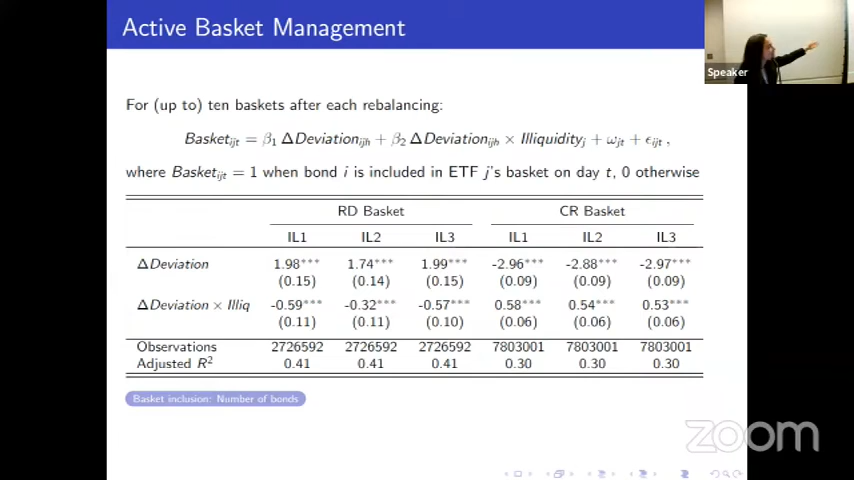 Active Basket Management
Speaker
For (up to) ten baskets after each rebalancing:
Basket_ijt = β₁ ΔDeviation_ijh + β₂ ΔDeviation_ijh × Illiquidity_j + ω_jt + ϵ_ijt ,
where Basket_ijt = 1 when bond i is included in ETF j's basket on day t, 0 otherwise
RD Basket CR Basket
IL1 IL2 IL3 IL1 IL2 IL3
ΔDeviation 1.98*** 1.74*** 1.99*** -2.96*** -2.88*** -2.97***
(0.15) (0.14) (0.15) (0.09) (0.09) (0.09)
ΔDeviation × Illiq -0.59*** -0.32*** -0.57*** 0.58*** 0.54*** 0.53***
(0.11) (0.11) (0.10) (0.06) (0.06) (0.06)
Observations 2726592 2726592 2726592 7803001 7803001 7803001
Adjusted R² 0.41 0.41 0.41 0.30 0.30 0.30
Basket inclusion: Number of bonds
zoom